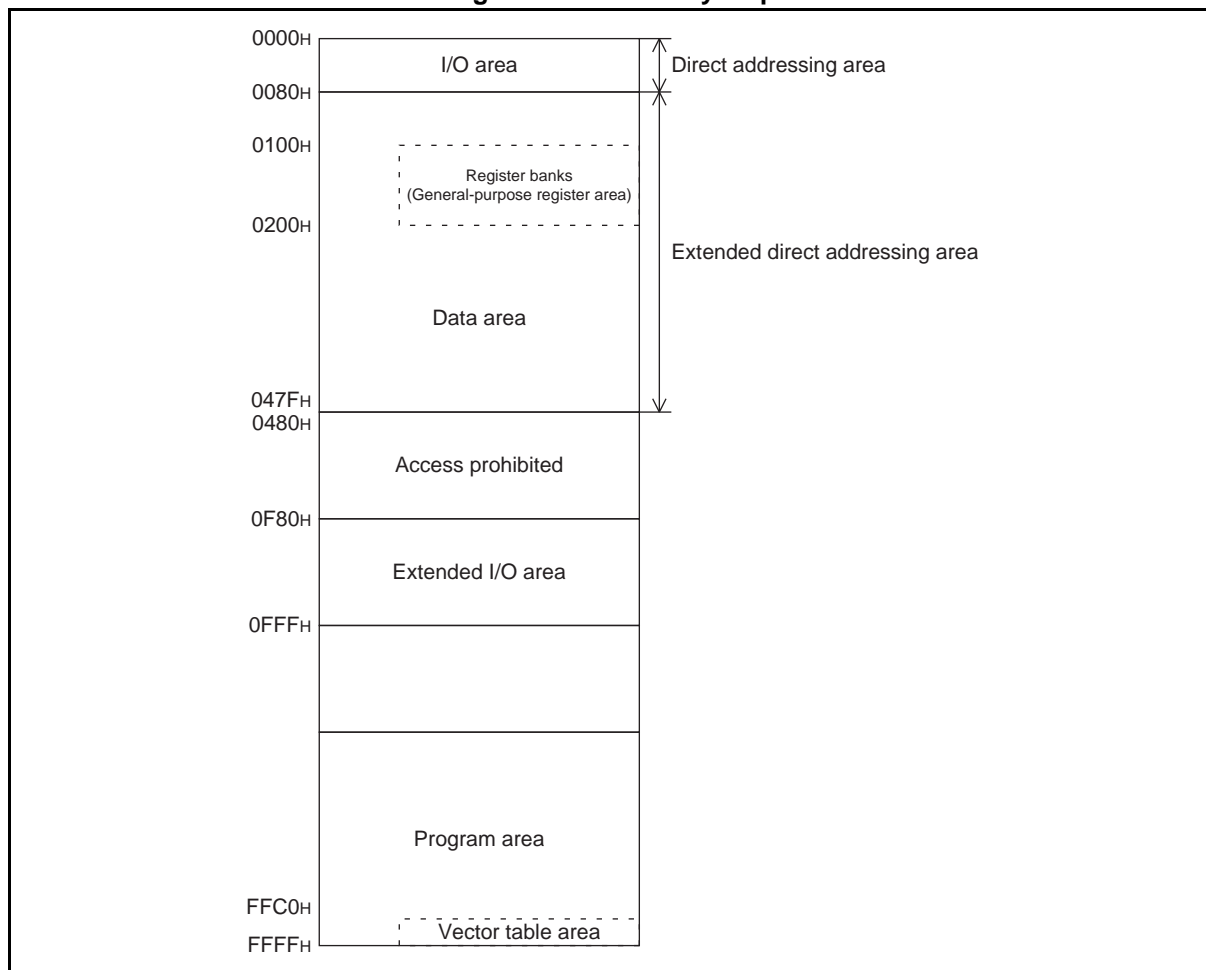 0000H
I/O area
Direct addressing area
0080H
0100H
Register banks
(General-purpose register area)
0200H
Extended direct addressing area
Data area
047FH
0480H
Access prohibited
0F80H
Extended I/O area
0FFFH
Program area
FFC0H
Vector table area
FFFFH